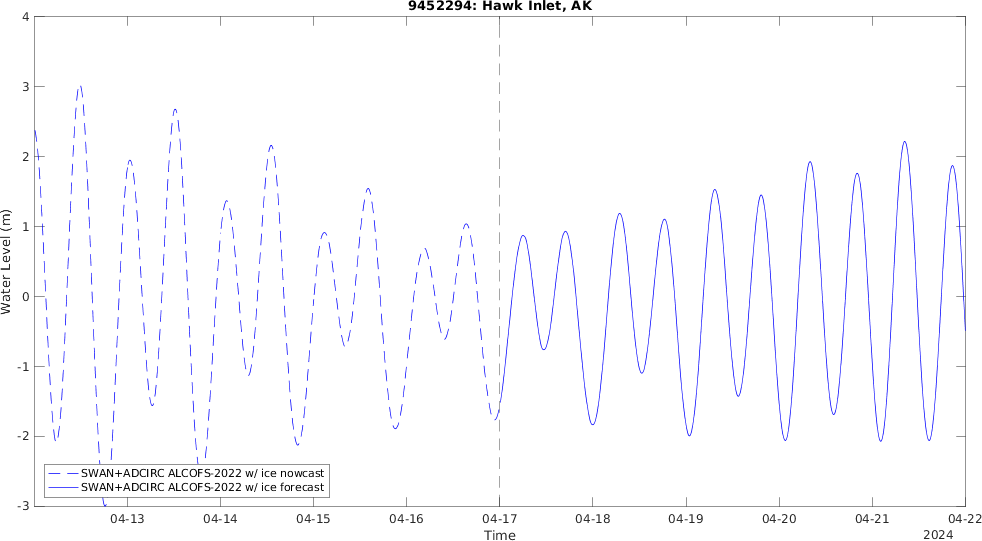 9452294: Hawk Inlet, AK
4
3
2
1
0
-1
-2
-3
Water Level (m)
SWAN+ADCIRC ALCOFS-2022 w/ ice nowcast
SWAN+ADCIRC ALCOFS-2022 w/ ice forecast
04-13 04-14 04-15 04-16 04-17 04-18 04-19 04-20 04-21 04-22
Time
2024